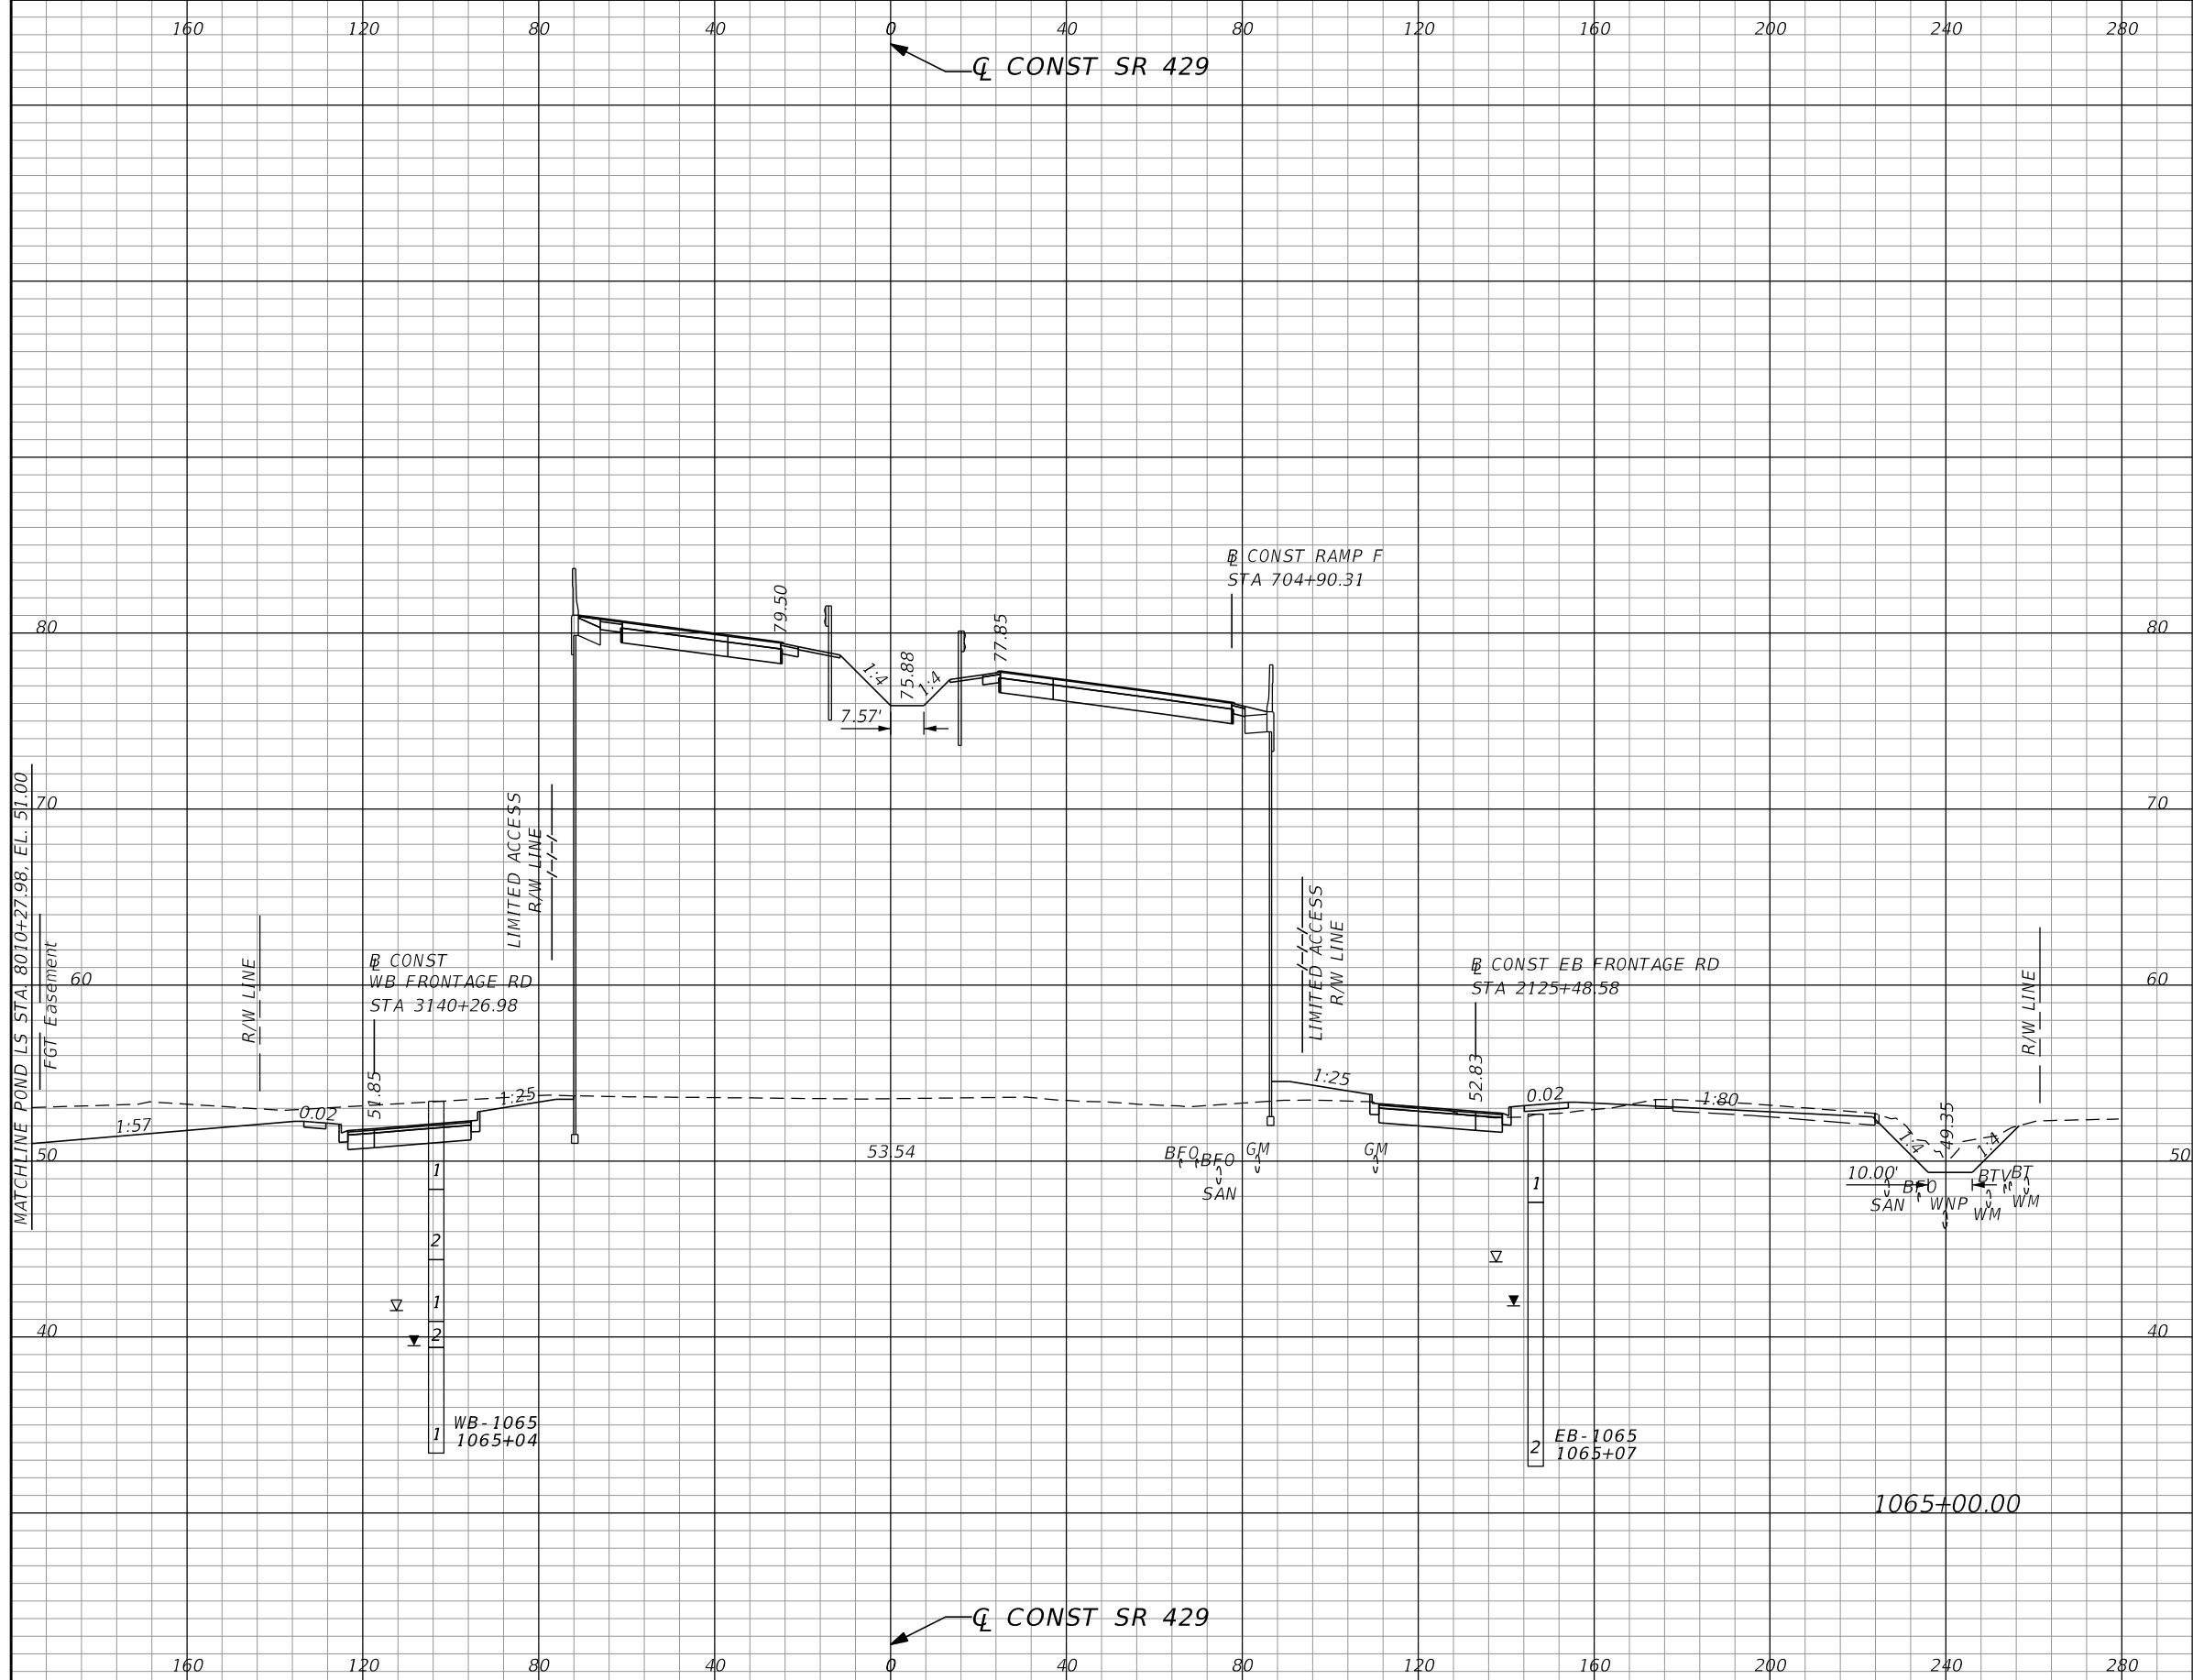 160 120 80 40 0 40 80 120 160 200 240 280
℄ CONST SR 429
80 80
70 70
60 60
50 50
40 40
79.50
75.88
77.85
1:4
1:4
7.57'
℄ CONST RAMP F
STA 704+90.31
MATCHLINE POND LS STA. 8010+27.98, EL. 51.00
FGT Easement
R/W LINE
LIMITED ACCESS
R/W LINE
℄ CONST
WB FRONTAGE RD
STA 3140+26.98
51.85
1:57
0.02
1:25
LIMITED ACCESS
R/W LINE
℄ CONST EB FRONTAGE RD
STA 2125+48.58
52.83
1:25
0.02
1:80
R/W LINE
1:4
49.35
1:4
10.00'
53.54
BFO
BFO
SAN
GM
GM
SAN
BFO
WNP
BTV
BT
WM
WM
1
2
1
2
1
WB-1065
1065+04
1
2
EB-1065
1065+07
1065+00.00
℄ CONST SR 429
160 120 80 40 0 40 80 120 160 200 240 280